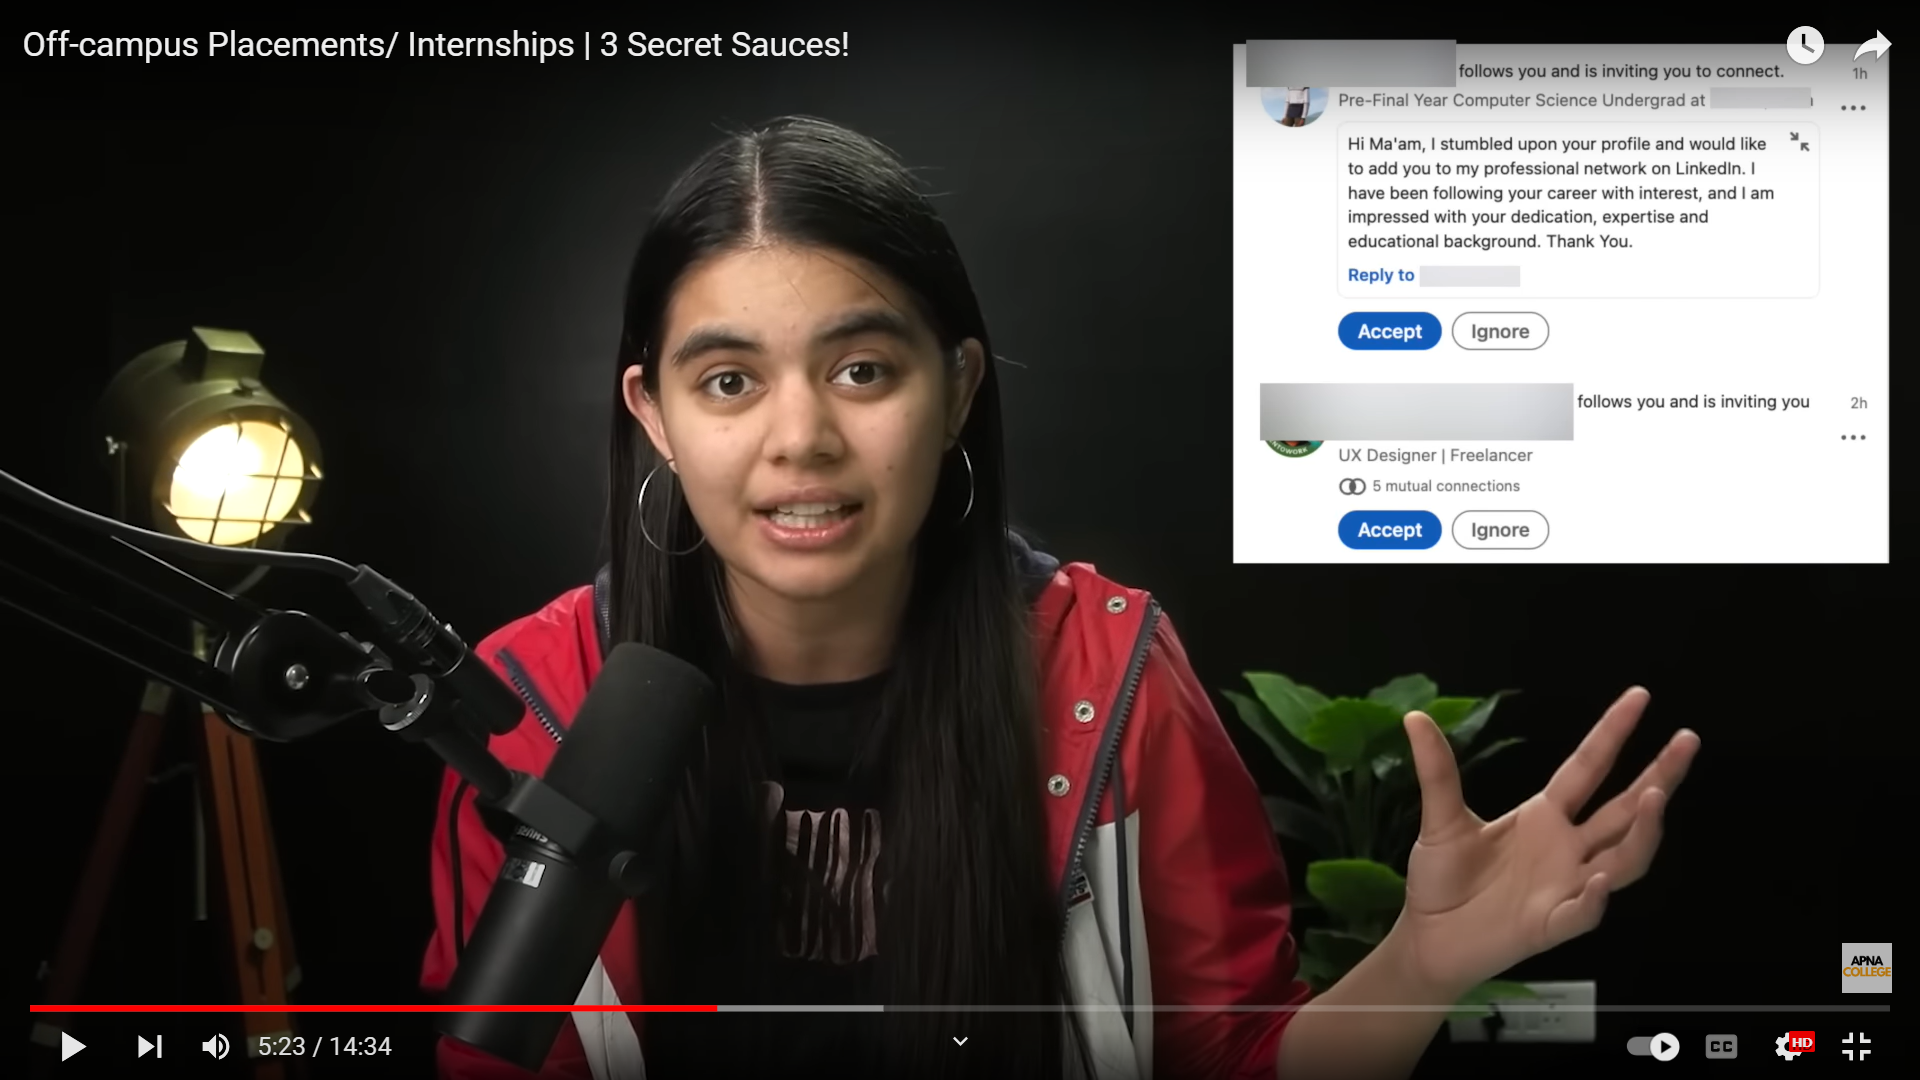 Off-campus Placements/ Internships | 3 Secret Sauces!
follows you and is inviting you to connect.
1h
Pre-Final Year Computer Science Undergrad at
Hi Ma'am, I stumbled upon your profile and would like
to add you to my professional network on LinkedIn. I
have been following your career with interest, and I am
impressed with your dedication, expertise and
educational background. Thank You.
Reply to
Accept
Ignore
follows you and is inviting you
2h
UX Designer | Freelancer
5 mutual connections
Accept
Ignore
APNA
COLLEGE
5:23 / 14:34
CC
HD